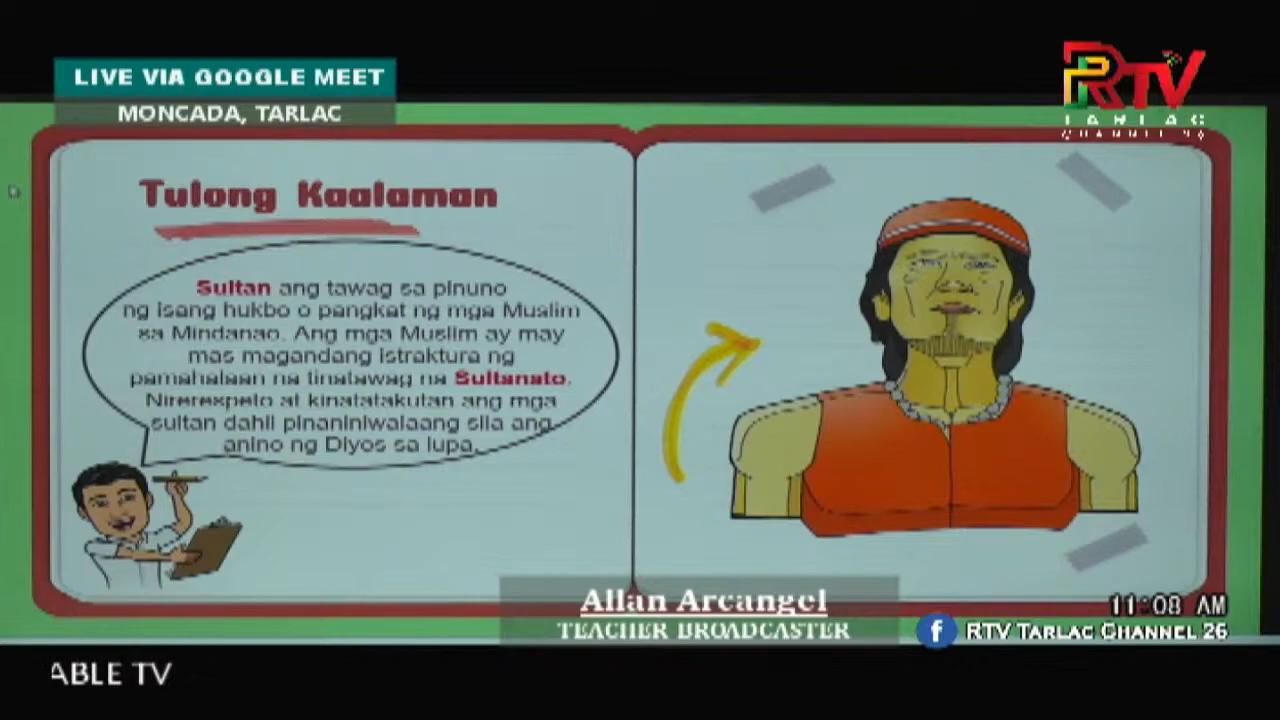 LIVE VIA GOOGLE MEET
MONCADA, TARLAC
RTV
TARLAC
CHANNEL 26
Tulong Kaalaman
Sultan ang tawag sa pinuno
ng isang hukbo o pangkat ng mga Muslim
sa Mindanao. Ang mga Muslim ay may
mas magandang istraktura ng
pamahalaan na tinatawag na Sultanato.
Nirerespeto at kinatatakutan ang mga
sultan dahil pinaniniwalaang sila ang
anino ng Diyos sa lupa.
Allan Arcangel
TEACHER BROADCASTER
11:08 AM
RTV TARLAC CHANNEL 26
ABLE TV